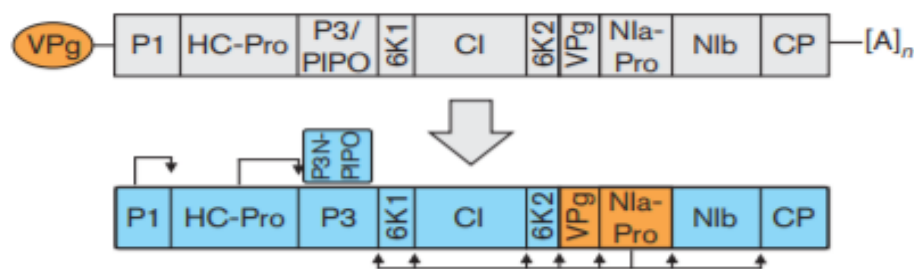 VPg P1 HC-Pro P3/PIPO 6K1 CI 6K2 VPg NIa-Pro NIb CP [A]n
P3N-PIPO
P1 HC-Pro P3 6K1 CI 6K2 VPg NIa-Pro NIb CP